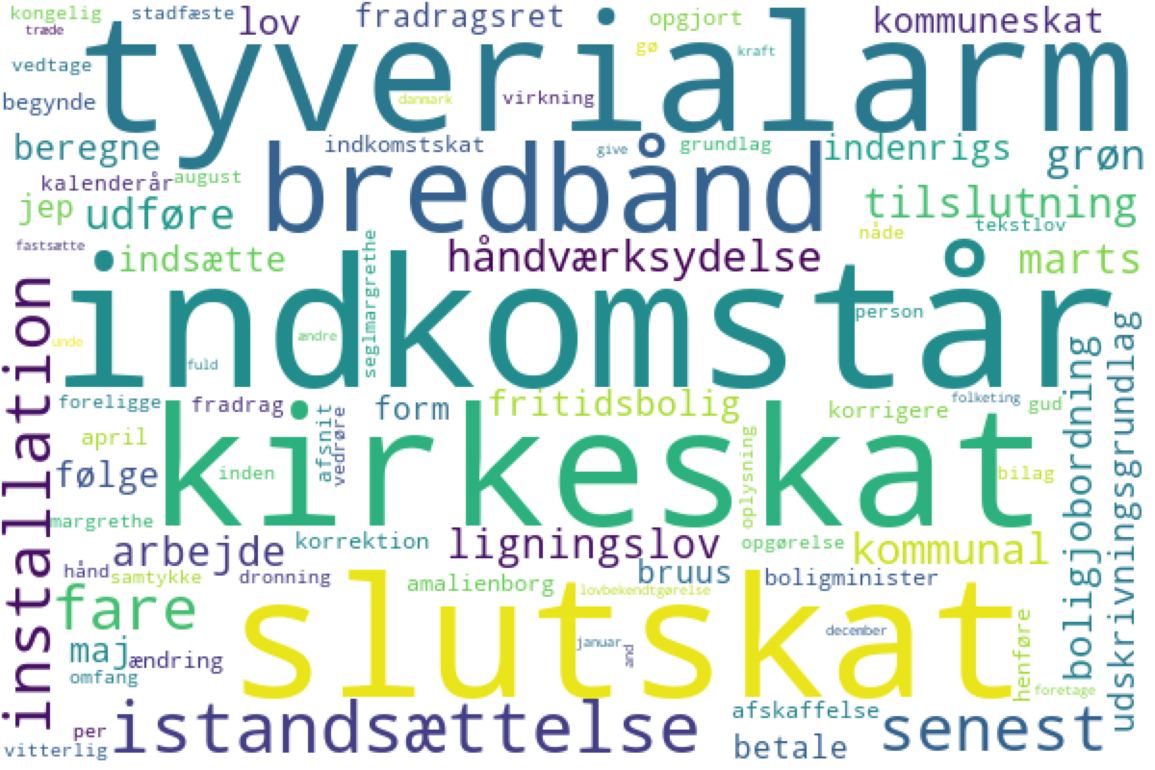 kongelig
stadfæste
lov
fradragsret
opgjort
kommuneskat
træde
tyverialarm
gø
kraft
vedtage
begynde
danmark
virkning
beregne
indkomstskat
bredbånd
give
grundlag
indenrigs
grøn
kalenderår
august
jep
udføre
tilslutning
tekstlov
nåde
fastsætte
indsætte
håndværksydelse
marts
seglmargrethe
indkomstår
person
installation
unde
fuld
ændre
foreligge
fradrag
form
fritidsbolig
korrigere
folketing
gud
april
afsnit
vedrøre
kirkeskat
følge
inden
oplysning
bilag
boligjobordning
udskrivningsgrundlag
margrethe
arbejde
korrektion
ligningslov
opgørelse
kommunal
hånd
samtykke
dronning
amalienborg
bruus
boligminister
lovbekendtgørelse
fare
slutskat
december
januar
and
henføre
maj
ændring
omfang
foretage
per
istandsættelse
afskaffelse
senest
vitterlig
betale